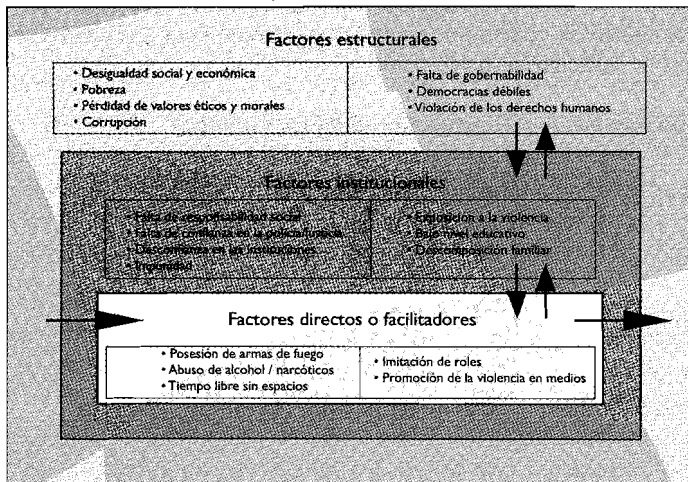 Factores estructurales
• Desigualdad social y económica
• Pobreza
• Pérdidad de valores éticos y morales
• Corrupción
• Falta de gobernabilidad
• Democracias débiles
• Violación de los derechos humanos
Factores institucionales
• Falta de responsabilidad social
• Falta de confianza en la policía/justicia
• Desconfianza en las instituciones
• Impunidad
• Exposición a la violencia
• Bajo nivel educativo
• Descomposición familiar
Factores directos o facilitadores
• Posesión de armas de fuego
• Abuso de alcohol / narcóticos
• Tiempo libre sin espacios
• Imitación de roles
• Promoción de la violencia en medios